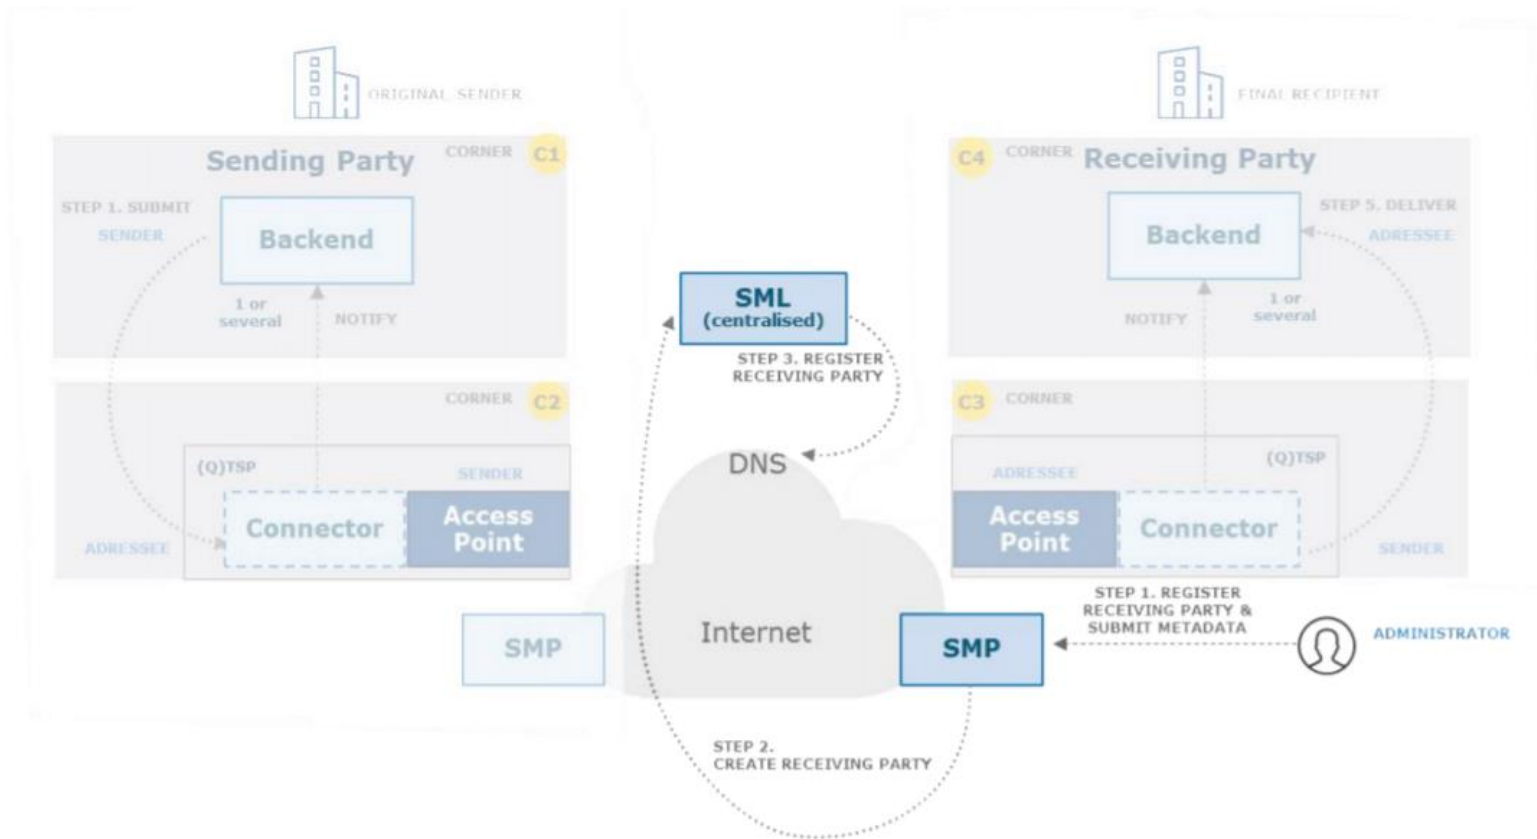 ORIGINAL SENDER
Sending Party
CORNER
C1
STEP 1. SUBMIT
SENDER
Backend
1 or
several
NOTIFY
CORNER
C2
(Q)TSP
SENDER
Connector
Access
Point
ADRESSEE
SMP
SML
(centralised)
STEP 3. REGISTER
RECEIVING PARTY
DNS
Internet
SMP
STEP 2.
CREATE RECEIVING PARTY
FINAL RECIPIENT
C4
CORNER
Receiving Party
STEP 5. DELIVER
ADRESSEE
Backend
1 or
several
NOTIFY
C3
CORNER
(Q)TSP
ADRESSEE
Access
Point
Connector
SENDER
STEP 1. REGISTER
RECEIVING PARTY &
SUBMIT METADATA
ADMINISTRATOR